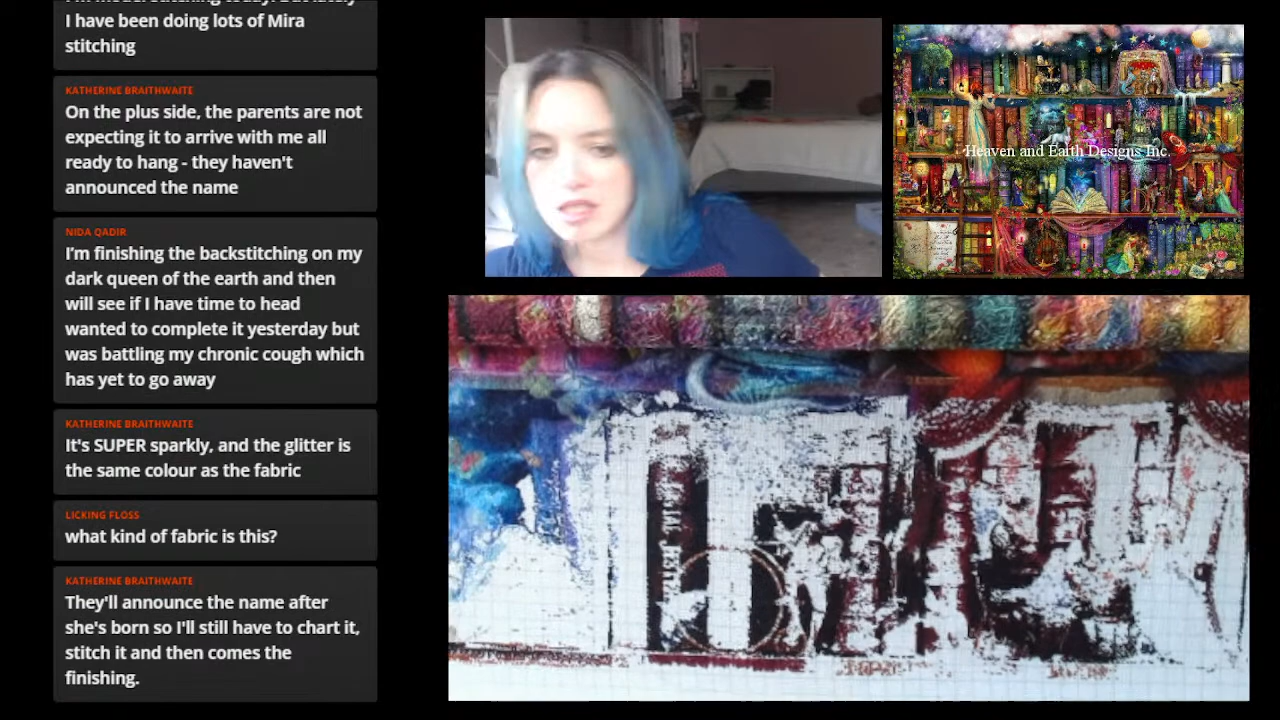 I have been doing lots of Mira
stitching
KATHERINE BRAITHWAITE
On the plus side, the parents are not
expecting it to arrive with me all
ready to hang - they haven't
announced the name
NIDA QADIR
I'm finishing the backstitching on my
dark queen of the earth and then
will see if I have time to head
wanted to complete it yesterday but
was battling my chronic cough which
has yet to go away
KATHERINE BRAITHWAITE
It's SUPER sparkly, and the glitter is
the same colour as the fabric
LICKING FLOSS
what kind of fabric is this?
KATHERINE BRAITHWAITE
They'll announce the name after
she's born so I'll still have to chart it,
stitch it and then comes the
finishing.
Heaven and Earth Designs Inc.